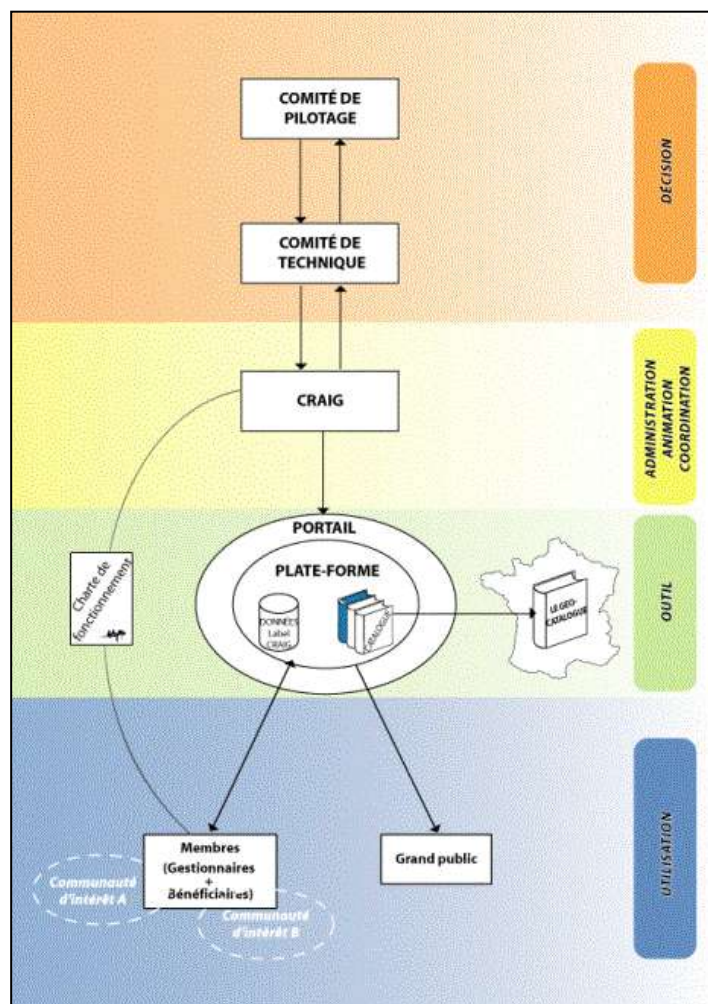 COMITÉ DE
PILOTAGE
DÉCISION
COMITÉ DE
TECHNIQUE
CRAIG
ADMINISTRATION
ANIMATION
COORDINATION
PORTAIL
PLATE-FORME
DONNÉES
Label
CRAIG
CATALOGUE
LE GEO-
CATALOGUE
OUTIL
Charte de
fonctionnement
Membres
(Gestionnaires
+
Bénéficiaires)
Grand public
Communauté
d'intérêt A
Communauté
d'intérêt B
UTILISATION